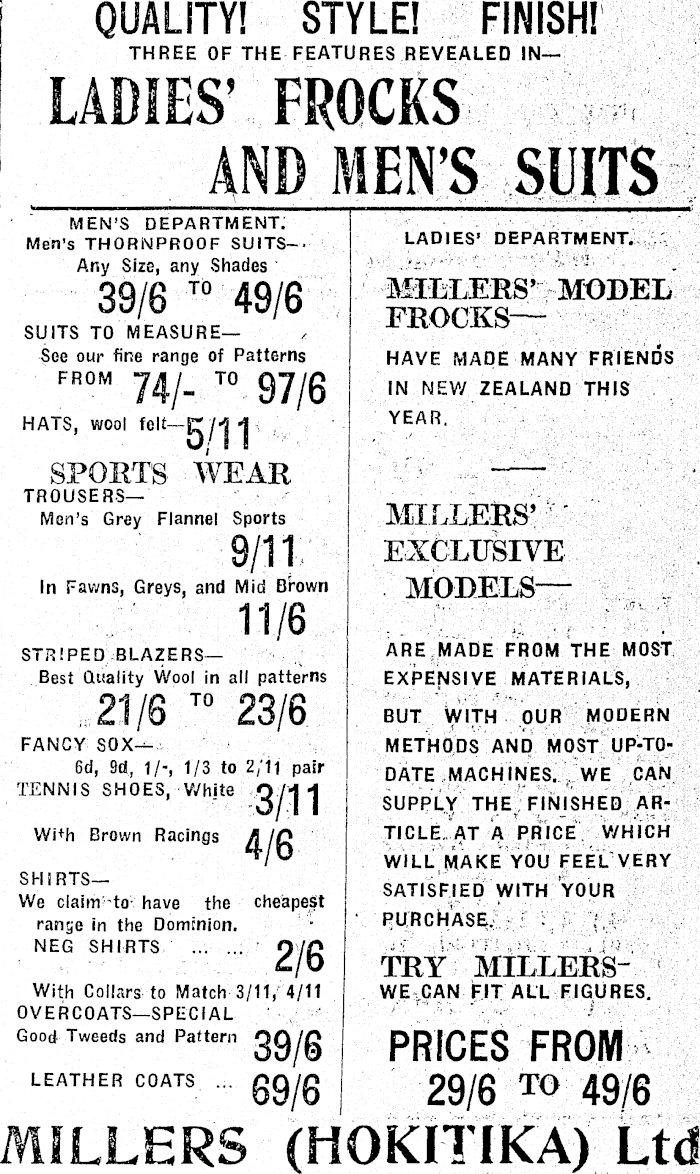 QUALITY! STYLE! FINISH!
THREE OF THE FEATURES REVEALED IN—
LADIES' FROCKS
AND MEN'S SUITS
MEN'S DEPARTMENT.
Men's THORNPROOF SUITS—
Any Size, any Shades
39/6 TO 49/6
SUITS TO MEASURE—
See our fine range of Patterns
FROM 74/- TO 97/6
HATS, wool felt—5/11
SPORTS WEAR
TROUSERS—
Men's Grey Flannel Sports
9/11
In Fawns, Greys, and Mid Brown
11/6
STRIPED BLAZERS—
Best Quality Wool in all patterns
21/6 TO 23/6
FANCY SOX—
6d, 9d, 1/-, 1/3 to 2/11 pair
TENNIS SHOES, White 3/11
With Brown Racings 4/6
SHIRTS—
We claim to have the cheapest
range in the Dominion.
NEG SHIRTS ... ... 2/6
With Collars to Match 3/11, 4/11
OVERCOATS—SPECIAL
Good Tweeds and Pattern 39/6
LEATHER COATS ... 69/6
LADIES' DEPARTMENT.
MILLERS' MODEL
FROCKS—
HAVE MADE MANY FRIENDS
IN NEW ZEALAND THIS
YEAR.
MILLERS'
EXCLUSIVE
MODELS—
ARE MADE FROM THE MOST
EXPENSIVE MATERIALS,
BUT WITH OUR MODERN
METHODS AND MOST UP-TO-
DATE MACHINES. WE CAN
SUPPLY THE FINISHED AR-
TICLE AT A PRICE WHICH
WILL MAKE YOU FEEL VERY
SATISFIED WITH YOUR
PURCHASE.
TRY MILLERS-
WE CAN FIT ALL FIGURES.
PRICES FROM
29/6 TO 49/6
MILLERS (HOKITIKA) Ltd